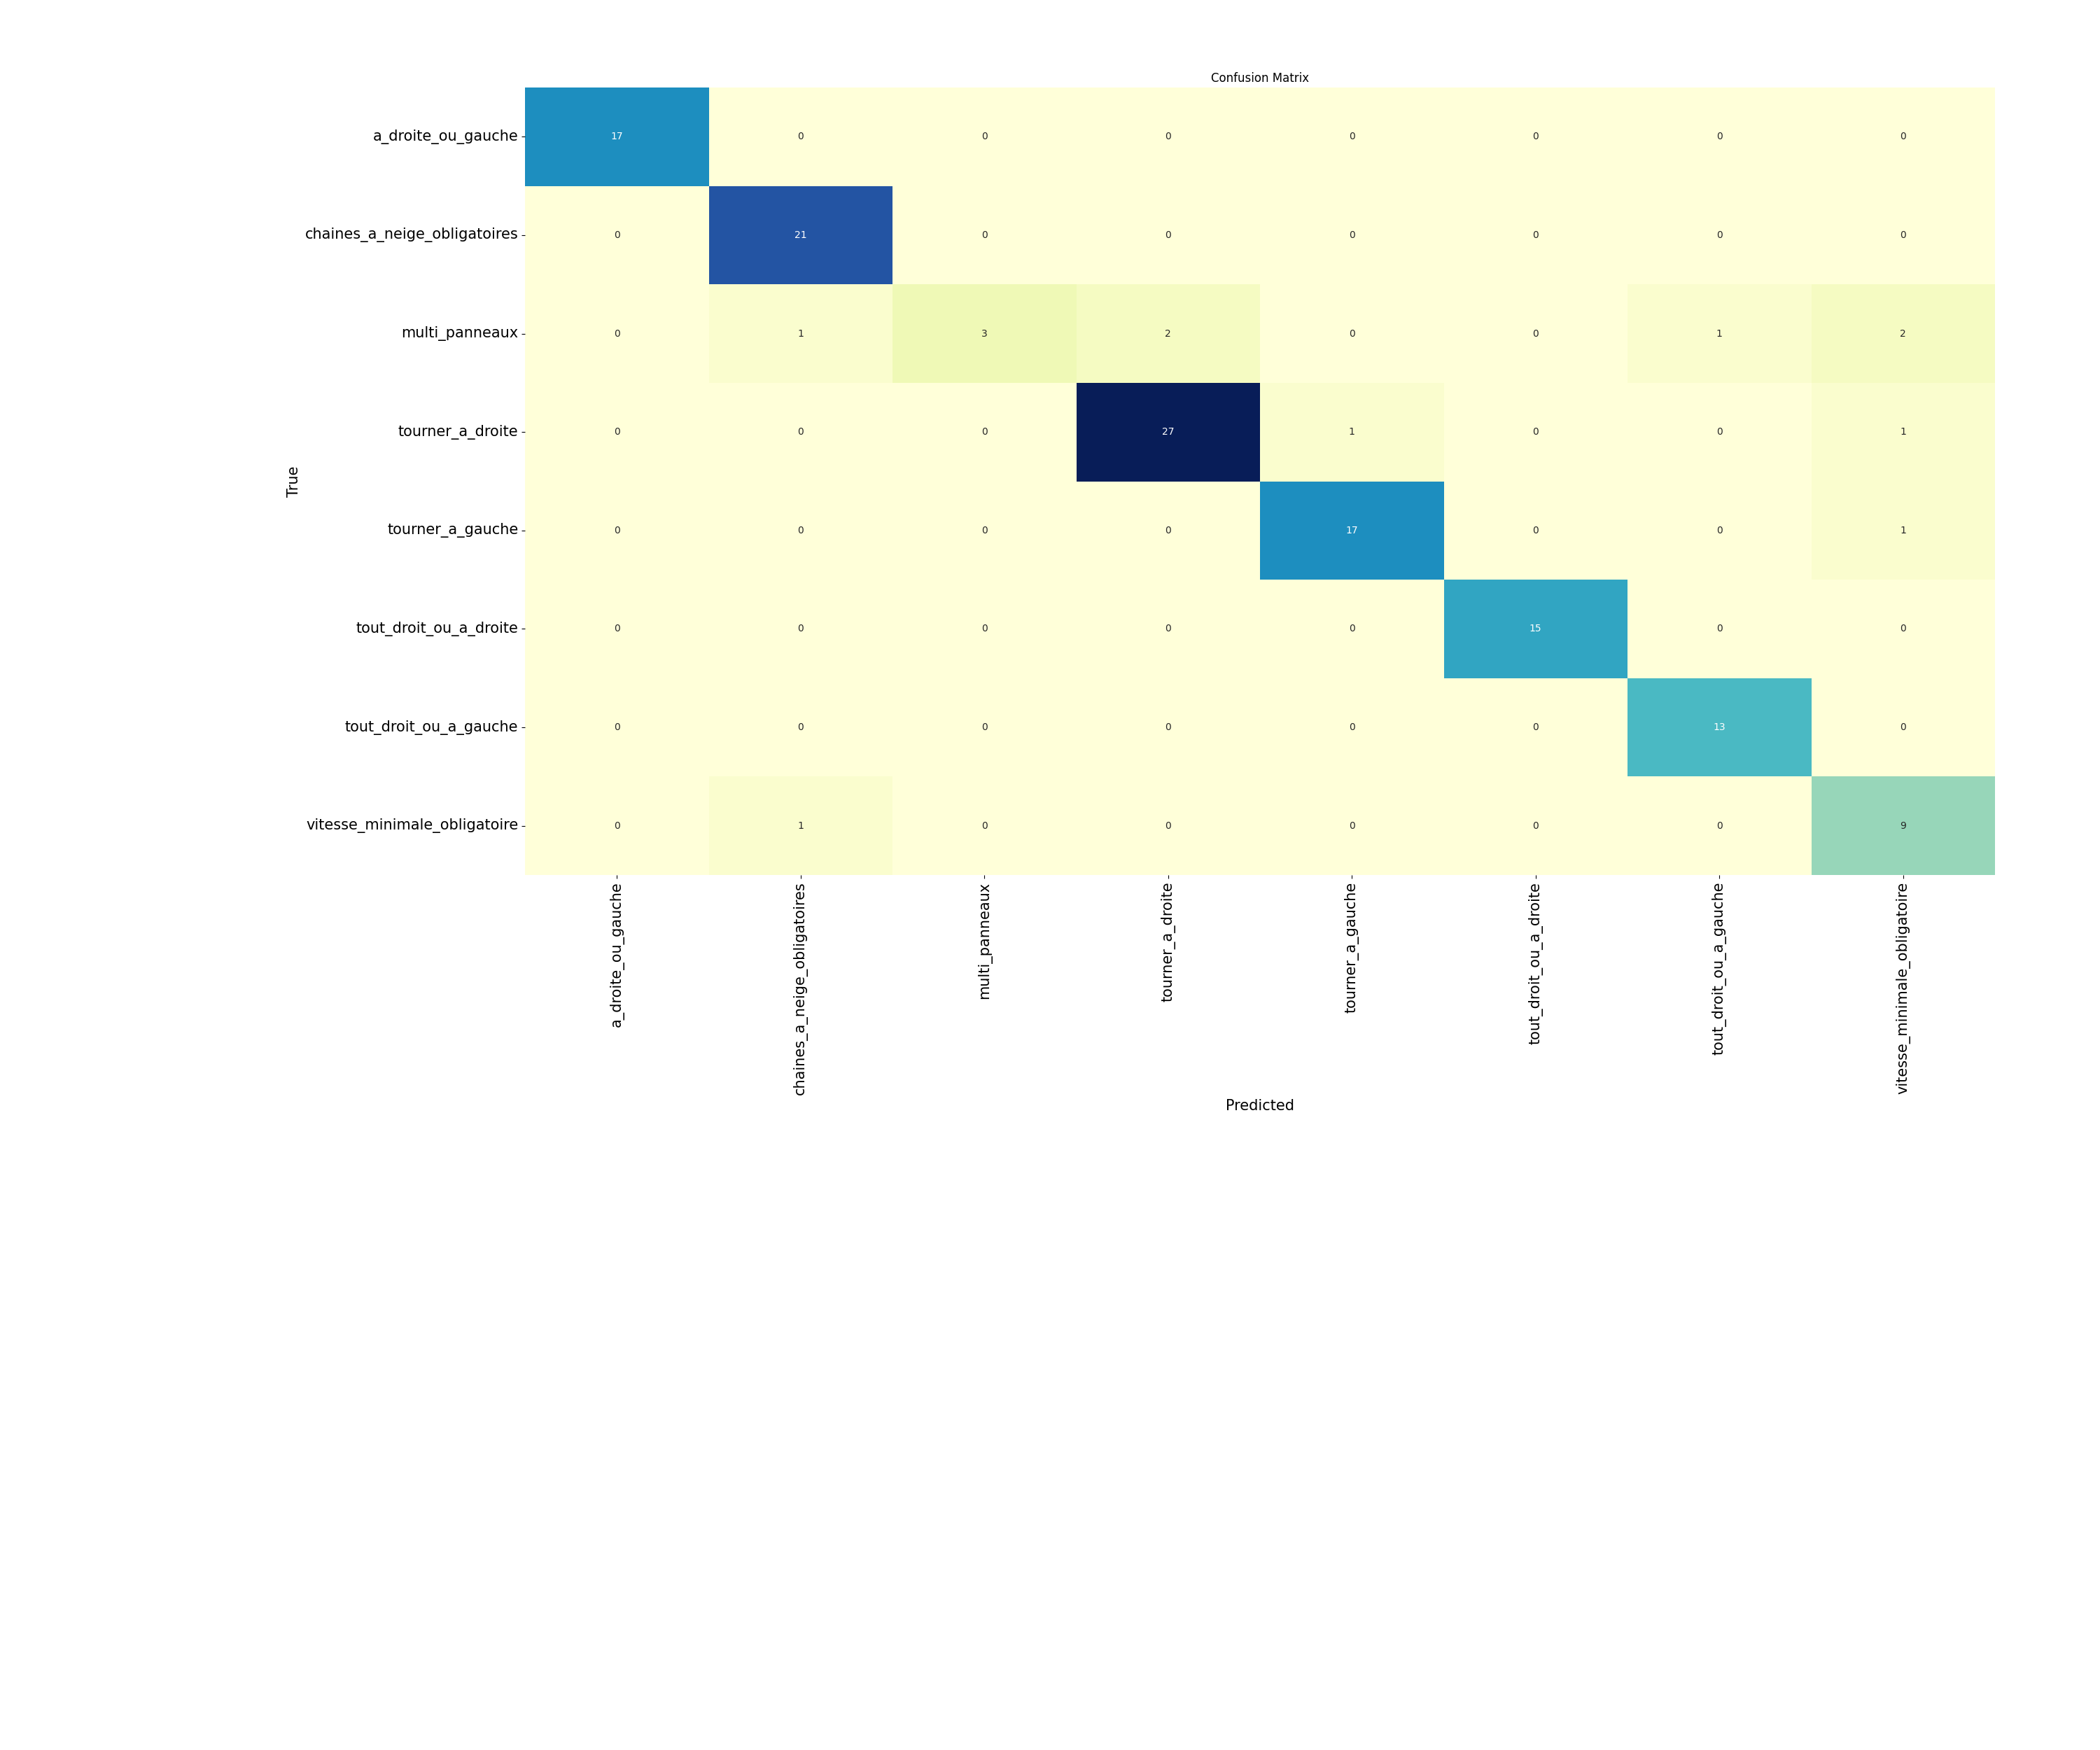 Confusion Matrix
a_droite_ou_gauche 17 0 0 0 0 0 0 0
chaines_a_neige_obligatoires 0 21 0 0 0 0 0 0
multi_panneaux 0 1 3 2 0 0 1 2
tourner_a_droite 0 0 0 27 1 0 0 1
True
tourner_a_gauche 0 0 0 0 17 0 0 1
tout_droit_ou_a_droite 0 0 0 0 0 15 0 0
tout_droit_ou_a_gauche 0 0 0 0 0 0 13 0
vitesse_minimale_obligatoire 0 1 0 0 0 0 0 9
a_droite_ou_gauche
chaines_a_neige_obligatoires
multi_panneaux
tourner_a_droite
tourner_a_gauche
tout_droit_ou_a_droite
tout_droit_ou_a_gauche
vitesse_minimale_obligatoire
Predicted